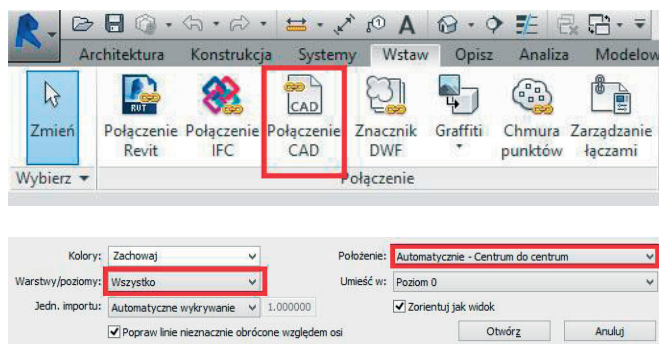 Architektura Konstrukcja Systemy Wstaw Opisz Analiza Modelow
Zmień
Połączenie Revit
Połączenie IFC
Połączenie CAD
Znacznik DWF
Graffiti
Chmura punktów
Zarządzanie łączami
Wybierz
Połączenie
Kolory: Zachowaj
Położenie: Automatycznie - Centrum do centrum
Warstwy/poziomy: Wszystko
Umieść w: Poziom 0
Jedn. importu: Automatyczne wykrywanie 1.000000
Zorientuj jak widok
Popraw linie nieznacznie obrócone względem osi
Otwórz Anuluj